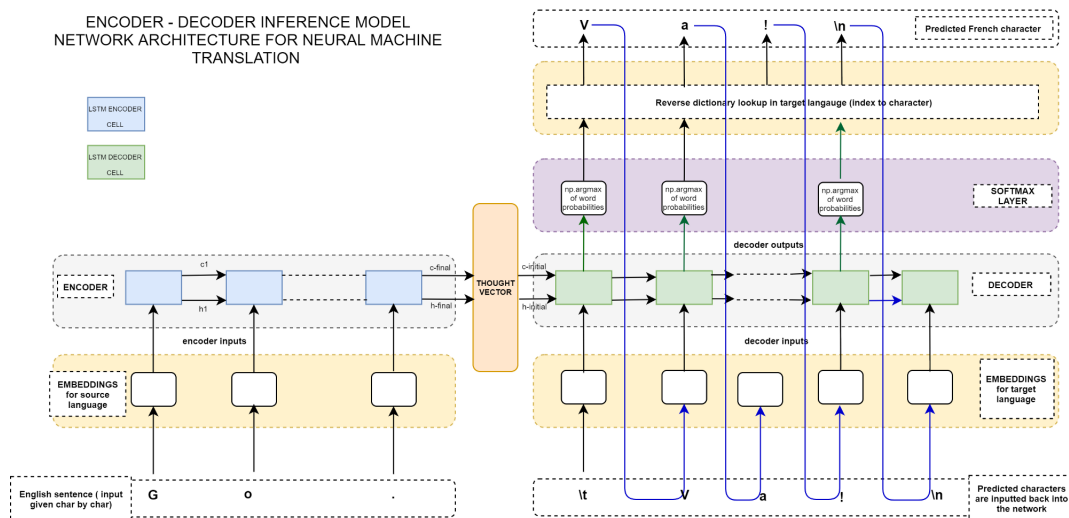 ENCODER - DECODER INFERENCE MODEL
NETWORK ARCHITECTURE FOR NEURAL MACHINE
TRANSLATION
LSTM ENCODER
CELL
LSTM DECODER
CELL
V
a
!
\n
Predicted French character
Reverse dictionary lookup in target langauge (index to character)
np.argmax
of word
probabilities
np.argmax
of word
probabilities
np.argmax
of word
probabilities
SOFTMAX
LAYER
decoder outputs
ENCODER
c1
h1
c-final
h-final
THOUGHT
VECTOR
c-initial
h-initial
DECODER
encoder inputs
decoder inputs
EMBEDDINGS
for source
language
EMBEDDINGS
for target
language
English sentence ( input
given char by char)
G
o
.
\t
V
a
!
\n
Predicted characters
are inputted back into
the network